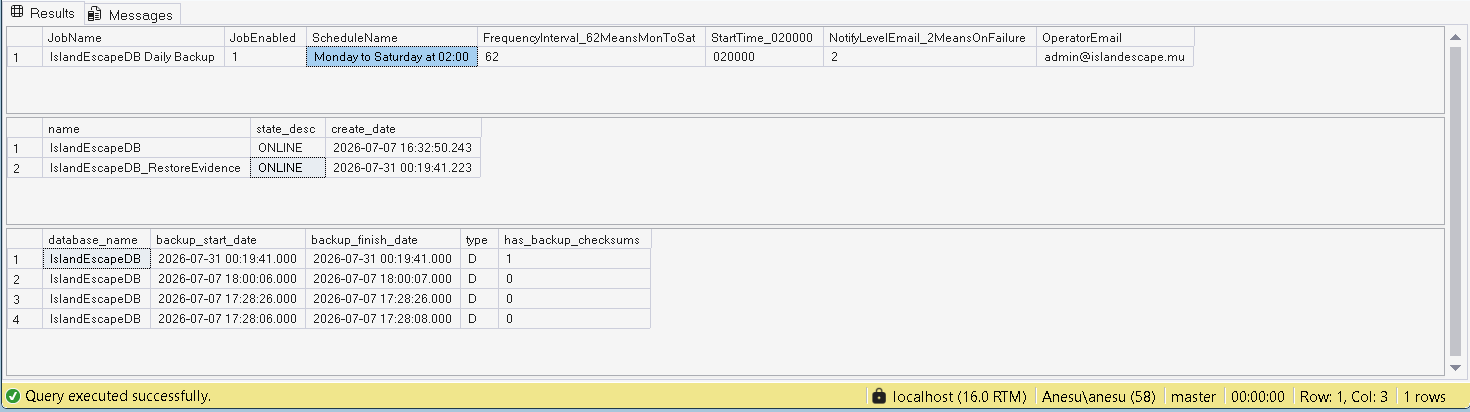 Results Messages
JobName JobEnabled ScheduleName FrequencyInterval_62MeansMonToSat StartTime_020000 NotifyLevelEmail_2MeansOnFailure OperatorEmail
1 IslandEscapeDB Daily Backup 1 Monday to Saturday at 02:00 62 020000 2 admin@islandescape.mu
name state_desc create_date
1 IslandEscapeDB ONLINE 2026-07-07 16:32:50.243
2 IslandEscapeDB_RestoreEvidence ONLINE 2026-07-31 00:19:41.223
database_name backup_start_date backup_finish_date type has_backup_checksums
1 IslandEscapeDB 2026-07-31 00:19:41.000 2026-07-31 00:19:41.000 D 1
2 IslandEscapeDB 2026-07-07 18:00:06.000 2026-07-07 18:00:07.000 D 0
3 IslandEscapeDB 2026-07-07 17:28:26.000 2026-07-07 17:28:26.000 D 0
4 IslandEscapeDB 2026-07-07 17:28:06.000 2026-07-07 17:28:08.000 D 0
Query executed successfully. localhost (16.0 RTM) Anesu\anesu (58) master 00:00:00 Row: 1, Col: 3 1 rows